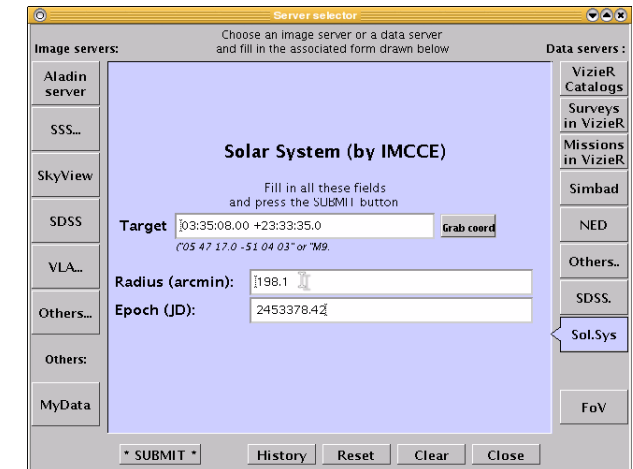 Server selector
Choose an image server or a data server
Image servers: and fill in the associated form drawn below Data servers :
Aladin server
SSS...
SkyView
SDSS
VLA...
Others...
Others:
MyData
Solar System (by IMCCE)
Fill in all these fields
and press the SUBMIT button
Target 03:35:08.00 +23:33:35.0 Grab coord
("05 47 17.0 -51 04 03" or "M9.
Radius (arcmin): 198.1
Epoch (JD): 2453378.42
VizieR
Catalogs
Surveys
in VizieR
Missions
in VizieR
Simbad
NED
Others..
SDSS.
Sol.Sys
FoV
* SUBMIT * History Reset Clear Close